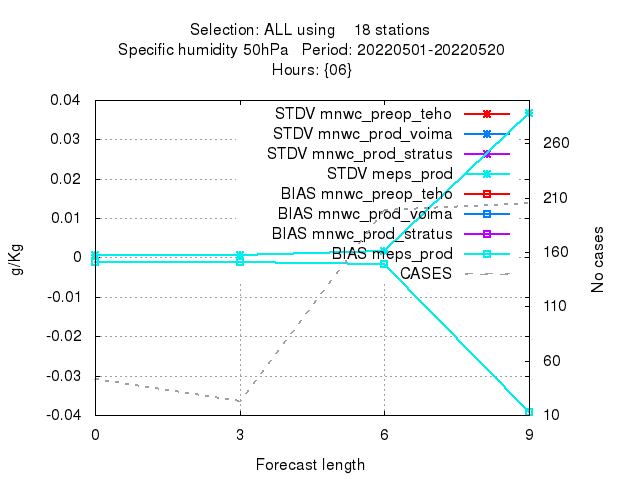 Selection: ALL using 18 stations
Specific humidity 50hPa Period: 20220501-20220520
Hours: {06}
0.04
0.03
0.02
0.01
0
-0.01
-0.02
-0.03
-0.04
g/Kg
STDV mnwc_preop_teho
STDV mnwc_prod_voima
STDV mnwc_prod_stratus
STDV meps_prod
BIAS mnwc_preop_teho
BIAS mnwc_prod_voima
BIAS mnwc_prod_stratus
BIAS meps_prod
CASES
260
210
160
110
60
10
No cases
0 3 6 9
Forecast length